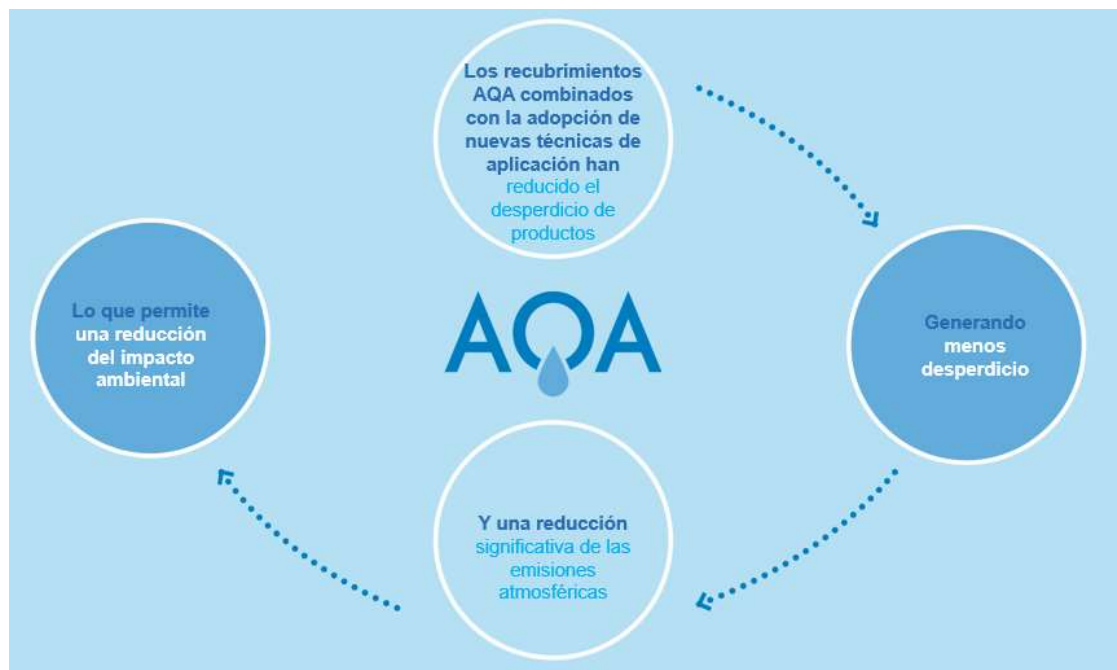 Los recubrimientos
AQA combinados
con la adopción de
nuevas técnicas de
aplicación han
reducido el
desperdicio de
productos
Generando
menos
desperdicio
Y una reducción
significativa de las
emisiones
atmosféricas
Lo que permite
una reducción
del impacto
ambiental
AQA